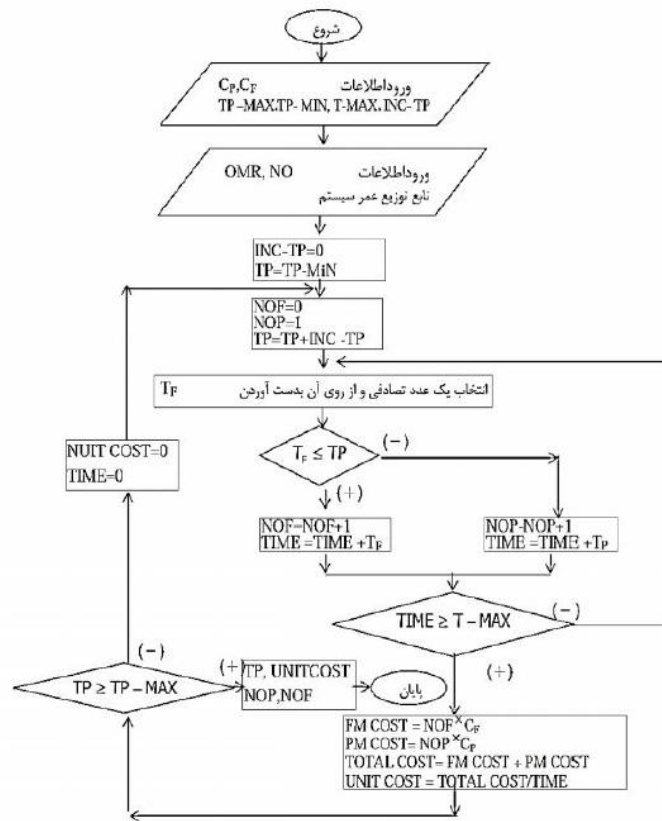 شروع
ورود اطلاعات C_P,C_F
TP-MAX.TP- MIN, T-MAX. INC- TP
ورود اطلاعات OMR, NO
تابع توزیع عمر سیستم
INC-TP=0
TP=TP-MiN
NOF=0
NOP=1
TP=TP+INC -TP
انتخاب یک عدد تصادفی و از روی آن بدست آوردن T_F
NUIT COST=0
TIME=0
T_F ≤ TP
(-)
(+)
NOF=NOF+1
TIME =TIME +T_F
NOP-NOP+1
TIME =TIME +T_P
TIME ≥ T – MAX
(-)
(+)
TP ≥ TP – MAX
(-)
(+)
TP, UNITCOST
NOP,NOF
پایان
FM COST = NOF×C_F
PM COST= NOP×C_P
TOTAL COST= FM COST + PM COST
UNIT COST = TOTAL COST/TIME